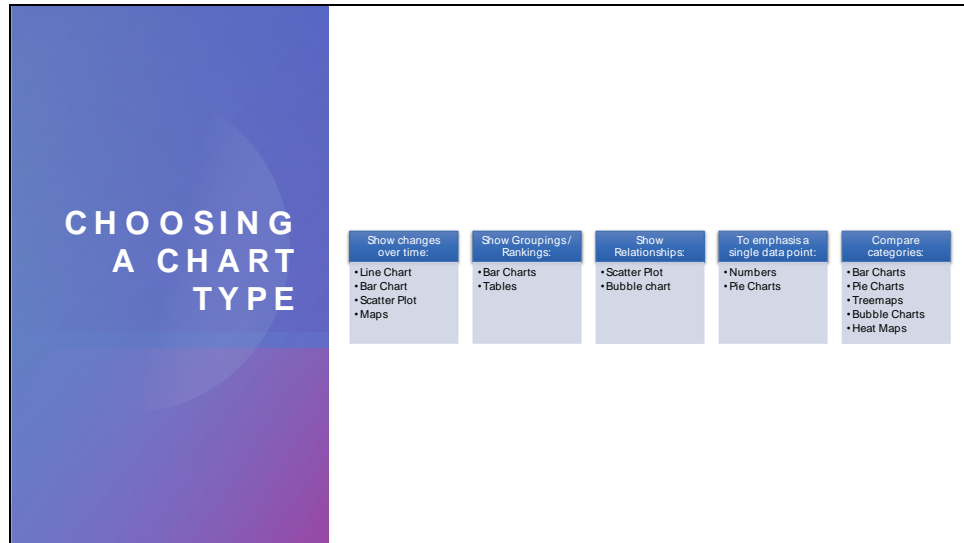 CHOOSING
A CHART
TYPE
Show changes
over time:
• Line Chart
• Bar Chart
• Scatter Plot
• Maps
Show Groupings /
Rankings:
• Bar Charts
• Tables
Show
Relationships:
• Scatter Plot
• Bubble chart
To emphasis a
single data point:
• Numbers
• Pie Charts
Compare
categories:
• Bar Charts
• Pie Charts
• Treemaps
• Bubble Charts
• Heat Maps